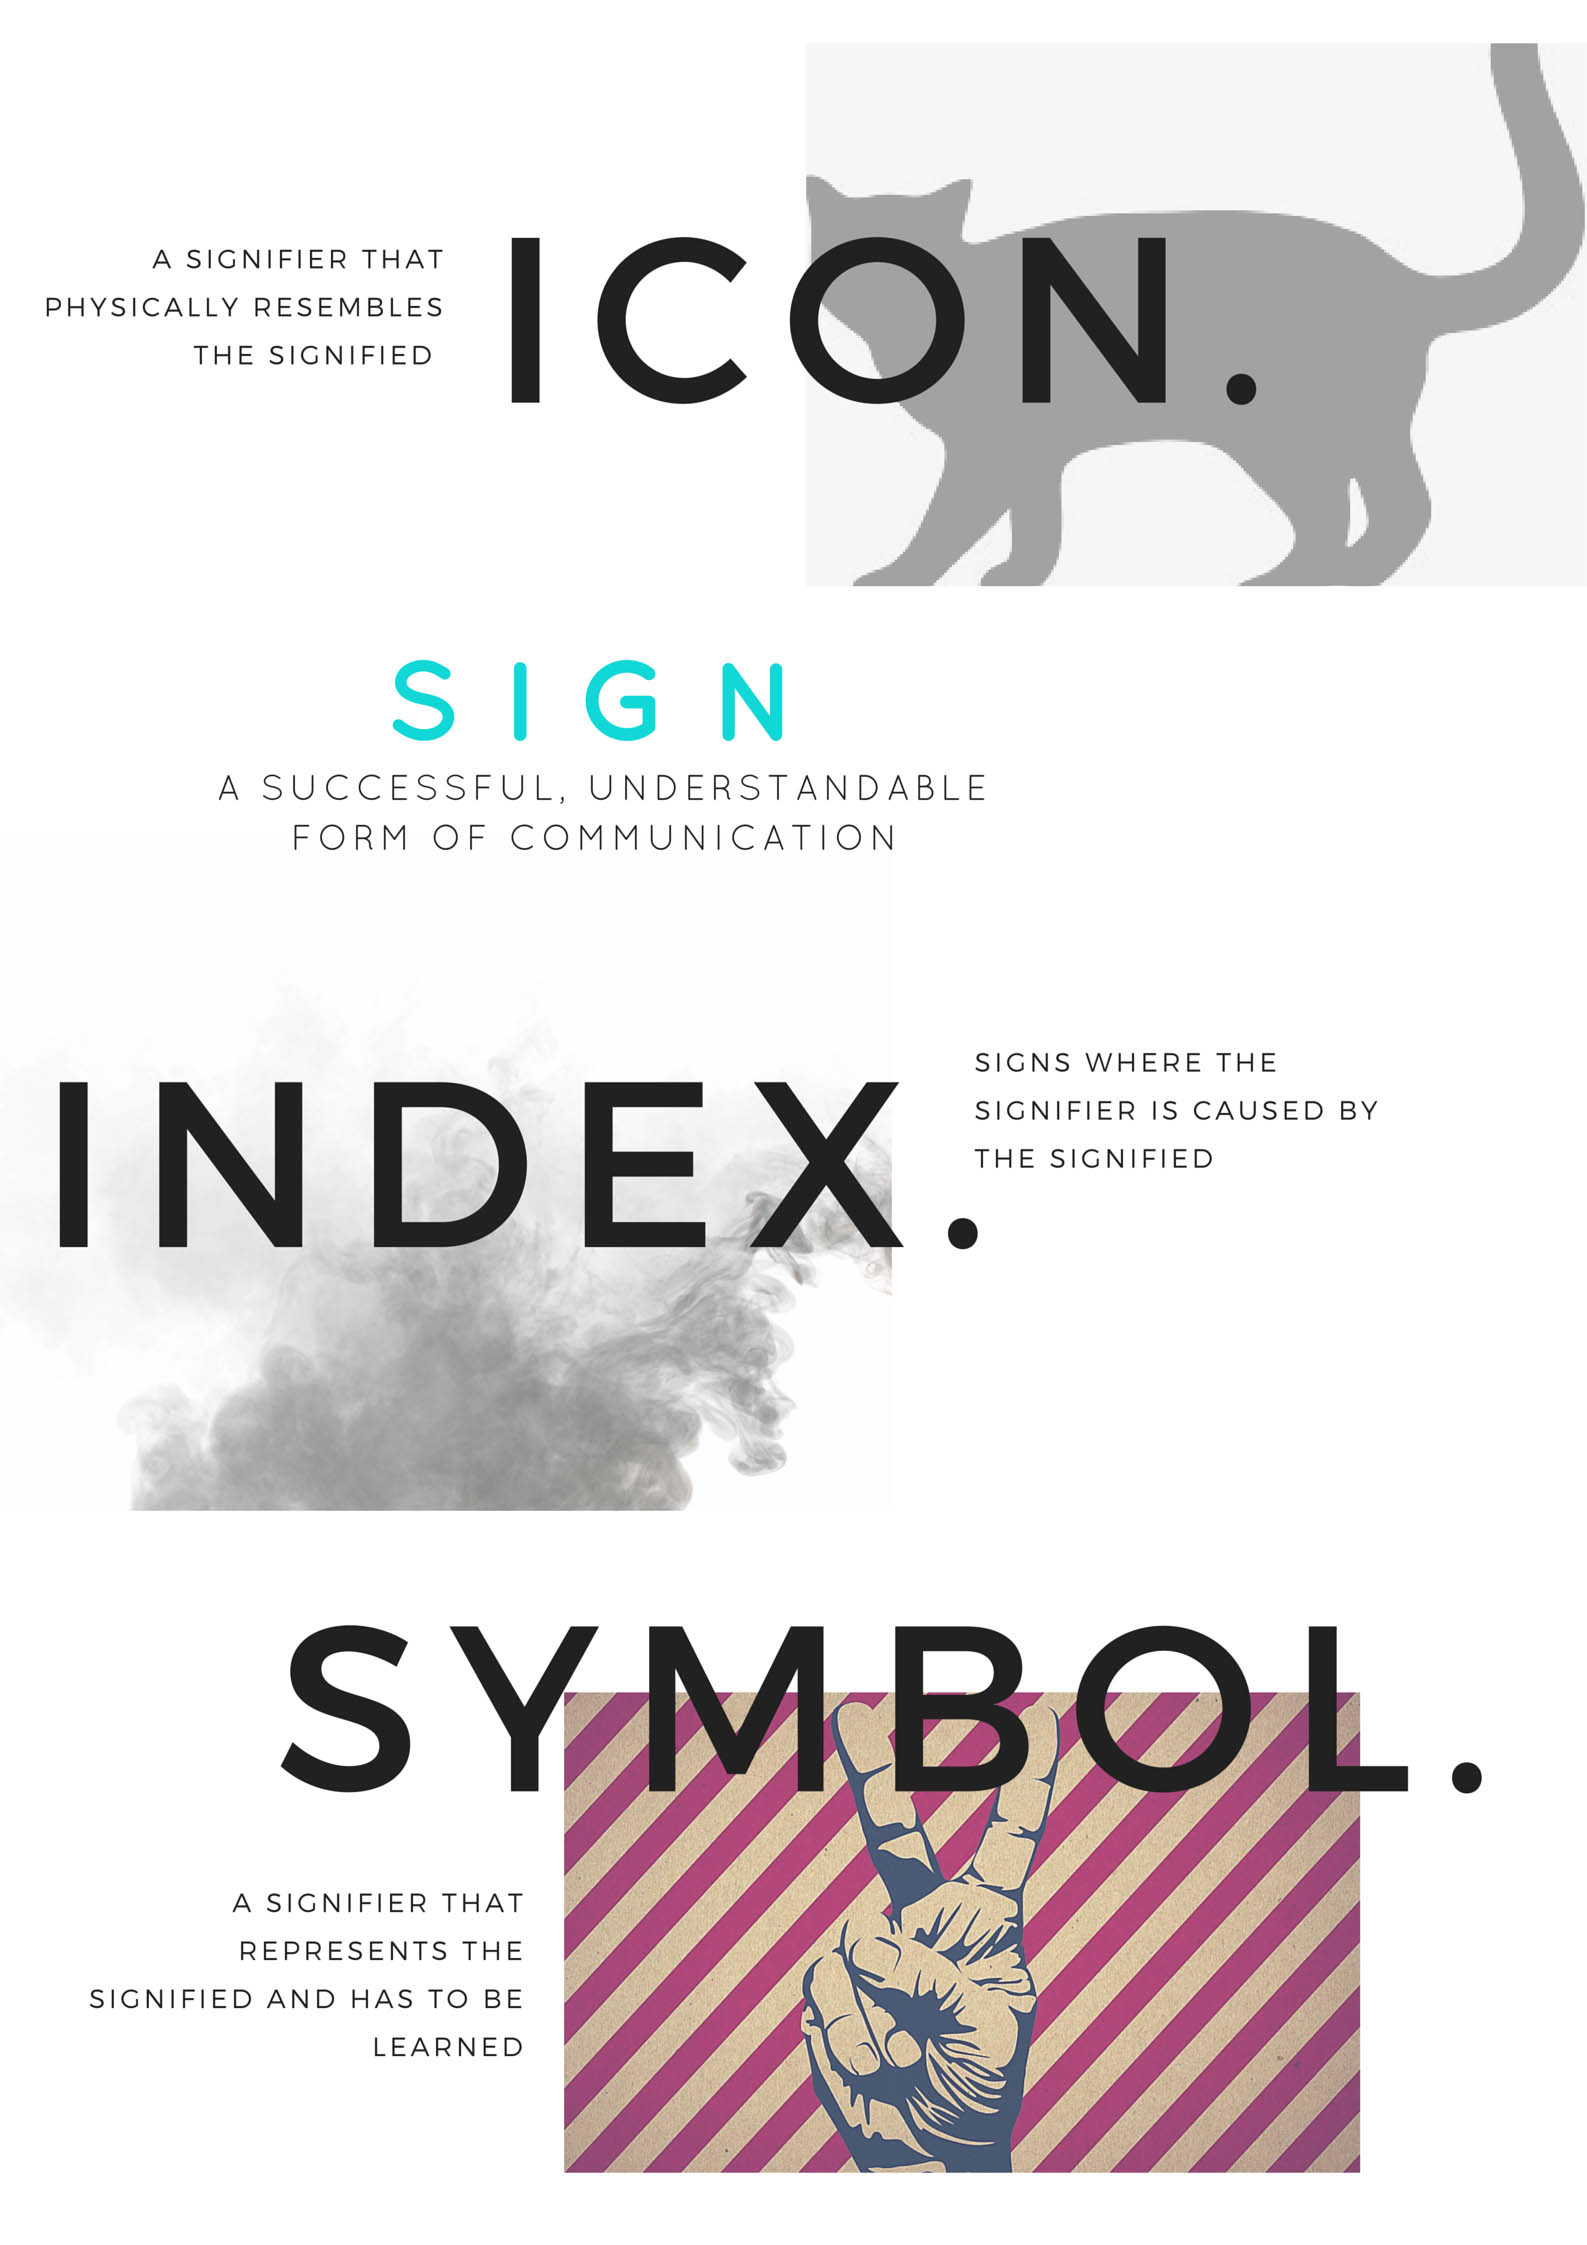 A SIGNIFIER THAT
PHYSICALLY RESEMBLES
THE SIGNIFIED
ICON.
SIGN
A SUCCESSFUL, UNDERSTANDABLE
FORM OF COMMUNICATION
INDEX.
SIGNS WHERE THE
SIGNIFIER IS CAUSED BY
THE SIGNIFIED
SYMBOL.
A SIGNIFIER THAT
REPRESENTS THE
SIGNIFIED AND HAS TO BE
LEARNED